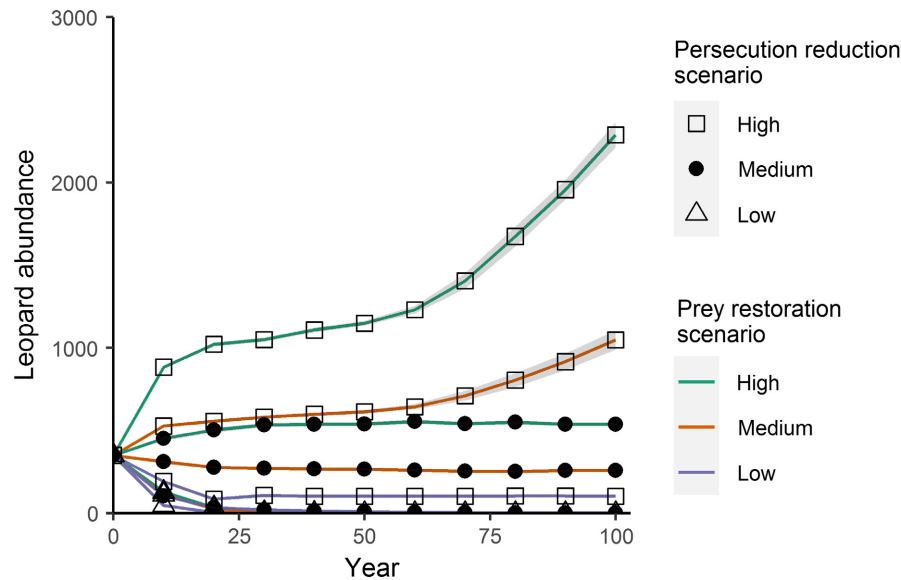 3000
2000
1000
0
Leopard abundance
0
25
50
75
100
Year
Persecution reduction
scenario
High
Medium
Low
Prey restoration
scenario
High
Medium
Low